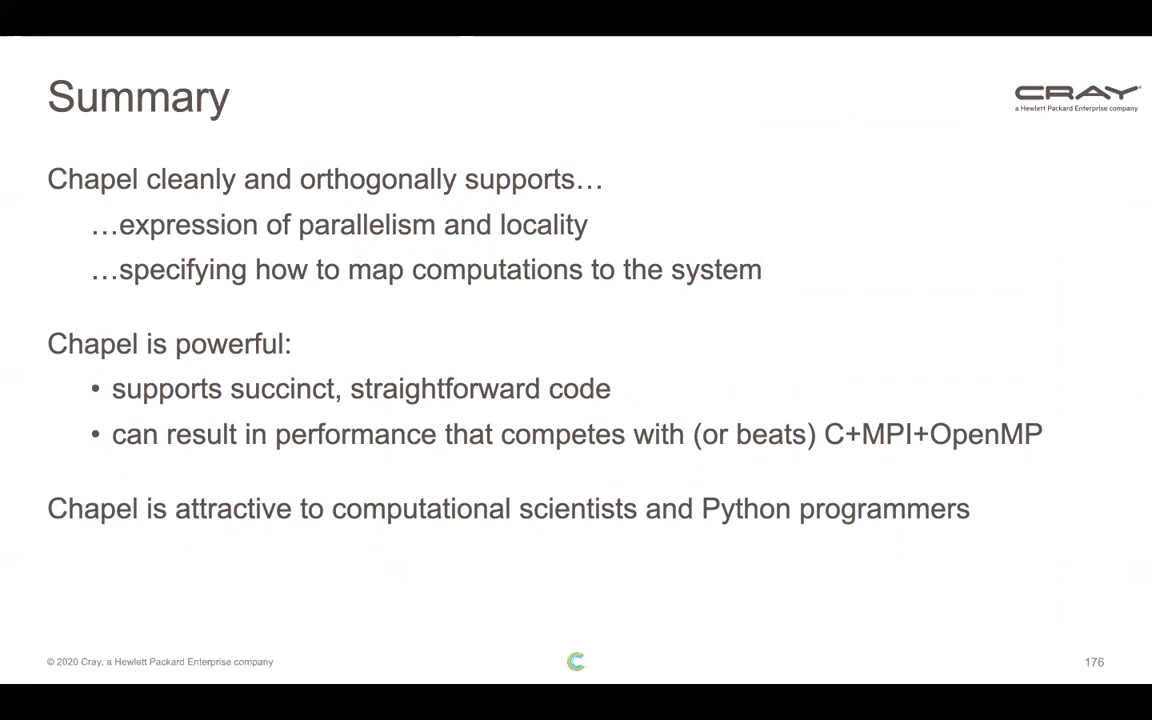 Summary
CRAY
a Hewlett Packard Enterprise company
Chapel cleanly and orthogonally supports…
…expression of parallelism and locality
…specifying how to map computations to the system
Chapel is powerful:
• supports succinct, straightforward code
• can result in performance that competes with (or beats) C+MPI+OpenMP
Chapel is attractive to computational scientists and Python programmers
© 2020 Cray, a Hewlett Packard Enterprise company
176